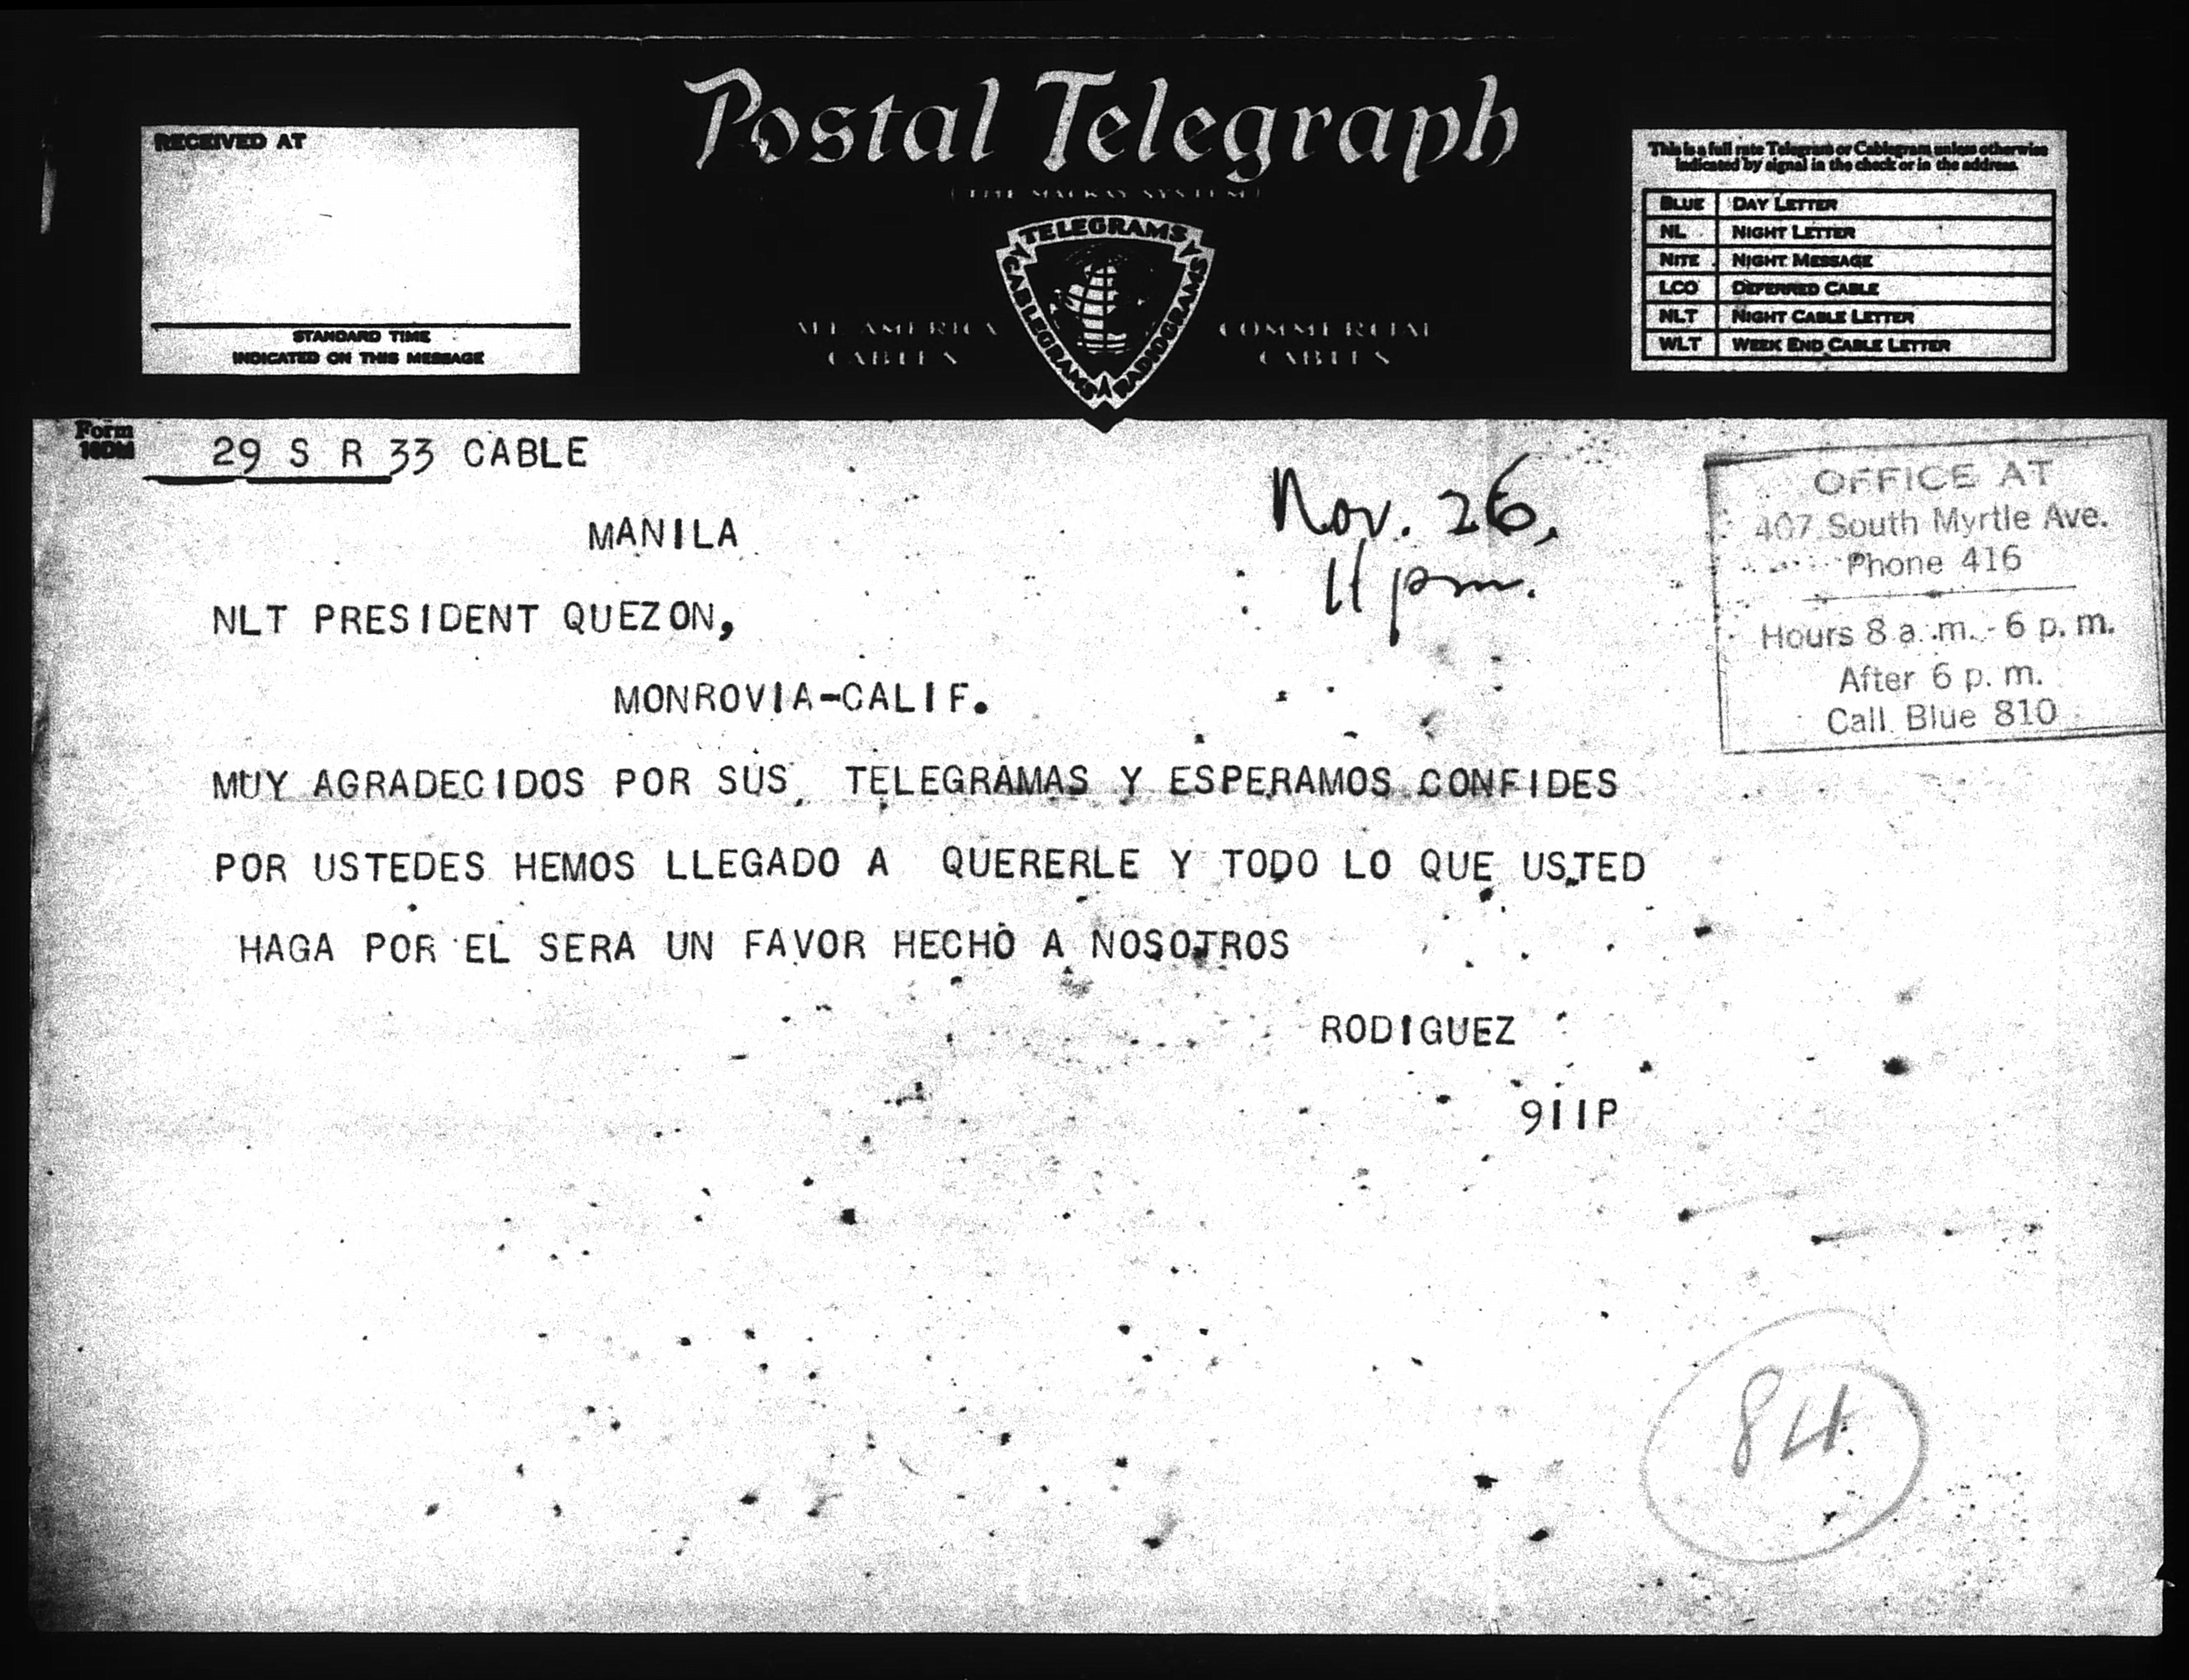 Postal Telegraph
(THE MACKAY SYSTEM)
RECEIVED AT
STANDARD TIME
INDICATED ON THIS MESSAGE
TELEGRAMS
CABLEGRAMS
RADIOGRAMS
ALL AMERICA
CABLES
COMMERCIAL
CABLES
This is a full rate Telegram or Cablegram unless otherwise
indicated by signal in the check or in the address.
BLUE DAY LETTER
NL NIGHT LETTER
NITE NIGHT MESSAGE
LCO DEFERRED CABLE
NLT NIGHT CABLE LETTER
WLT WEEK END CABLE LETTER
Form
29 S R 33 CABLE
Nov. 26,
11 pm.
OFFICE AT
407 South Myrtle Ave.
Phone 416
Hours 8 a. m. - 6 p. m.
After 6 p. m.
Call Blue 810
MANILA
NLT PRESIDENT QUEZON,
MONROVIA-CALIF.
MUY AGRADECIDOS POR SUS TELEGRAMAS Y ESPERAMOS CONFIDES
POR USTEDES HEMOS LLEGADO A QUERERLE Y TODO LO QUE USTED
HAGA POR EL SERA UN FAVOR HECHO A NOSOTROS
RODIGUEZ
911P
84